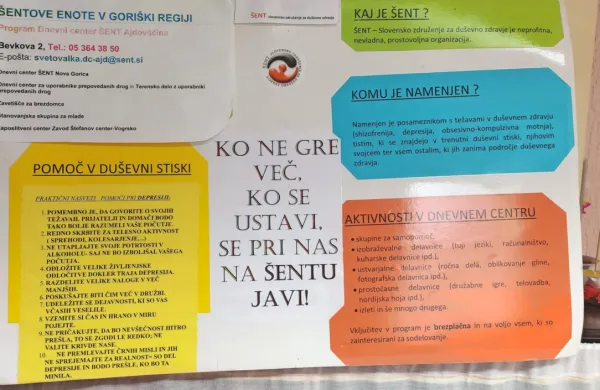 ŠENTOVE ENOTE V GORIŠKI REGIJI
Program Dnevni center ŠENT Ajdovščina
Bevkova 2, Tel.: 05 364 38 50
E-pošta: svetovalka.dc-ajd@sent.si
Dnevni center ŠENT Nova Gorica
Dnevni center za uporabnike prepovedanih drog in Terensko delo z uporabniki
prepovedanih drog
Zavetišče za brezdomce
Stanovanjska skupina za mlade
Zaposlitveni center Zavod Štefanov center-Vogrsko
ŠENT
POMOČ V DUŠEVNI STISKI
PRAKTIČNI NASVETI - POMOČI PRI DEPRESIJI:
1. POMEMBNO JE, DA GOVORITE O SVOJIH
TEŽAVAH. PRIJATELJI IN DOMAČI BODO
TAKO BOLJE RAZUMELI VAŠE POČUTJE.
2. REDNO SKRBITE ZA TELESNO AKTIVNOST
( SPREHODI, KOLESARJENJE...)
3. NE UTAPLJAJTE SVOJE POTRTOSTI V
ALKOHOLU- SAJ NE BO IZBOLJŠAL VAŠEGA
POČUTJA.
4. ODLOŽITE VELIKE ŽIVLJENJSKE
ODLOČITVE DOKLER TRAJA DEPRESIJA.
5. RAZDELITE VELIKE NALOGE V VEČ
MANJŠIH.
6. POSKUŠAJTE BITI ČIM VEČ V DRUŽBI.
7. UDELEŽITE SE DEJAVNOSTI, KI SO VAS
VČASIH VESELILE.
8. VZEMITE SI ČAS IN HRANO V MIRU
POJEJTE.
9. NE PRIČAKUJTE, DA BO NEVŠEČNOST HITRO
PREŠLA, TO SE ZGODI LE REDKO; NE
VALITE KRIVDE NASE.
10. NE PREMLEVAJTE ČRNIH MISLI IN JIH
NE SPREJEMAJTE ZA REALNOST- SO DEL
DEPRESIJE IN BODO PREŠLE, KO BO TA
MINILA.
KO NE GRE
VEČ,
KO SE
USTAVI,
SE PRI NAS
NA ŠENTU
JAVI!
KAJ JE ŠENT ?
ŠENT – Slovensko združenje za duševno zdravje je neprofitna,
nevladna, prostovoljna organizacija.
KOMU JE NAMENJEN ?
Namenjen je posameznikom s težavami v duševnem zdravju
(shizofrenija, depresija, obsesivno-kompulzivna motnja),
tistim, ki se znajdejo v trenutni duševni stiski, njihovim
svojcem ter vsem ostalim, ki jih zanima področje duševnega
zdravja.
AKTIVNOSTI V DNEVNEM CENTRU
• skupine za samopomoč,
• izobraževalne delavnice (tuji jeziki, računalništvo,
kuharske delavnice ipd.),
• ustvarjalne delavnice (ročna dela, oblikovanje gline,
fotografska delavnica ipd.),
• prostočasne delavnice (družabne igre, telovadba,
nordijska hoja ipd.),
• izleti in še mnogo drugega.
Vključitev v program je brezplačna in na voljo vsem, ki so
zainteresirani za sodelovanje.